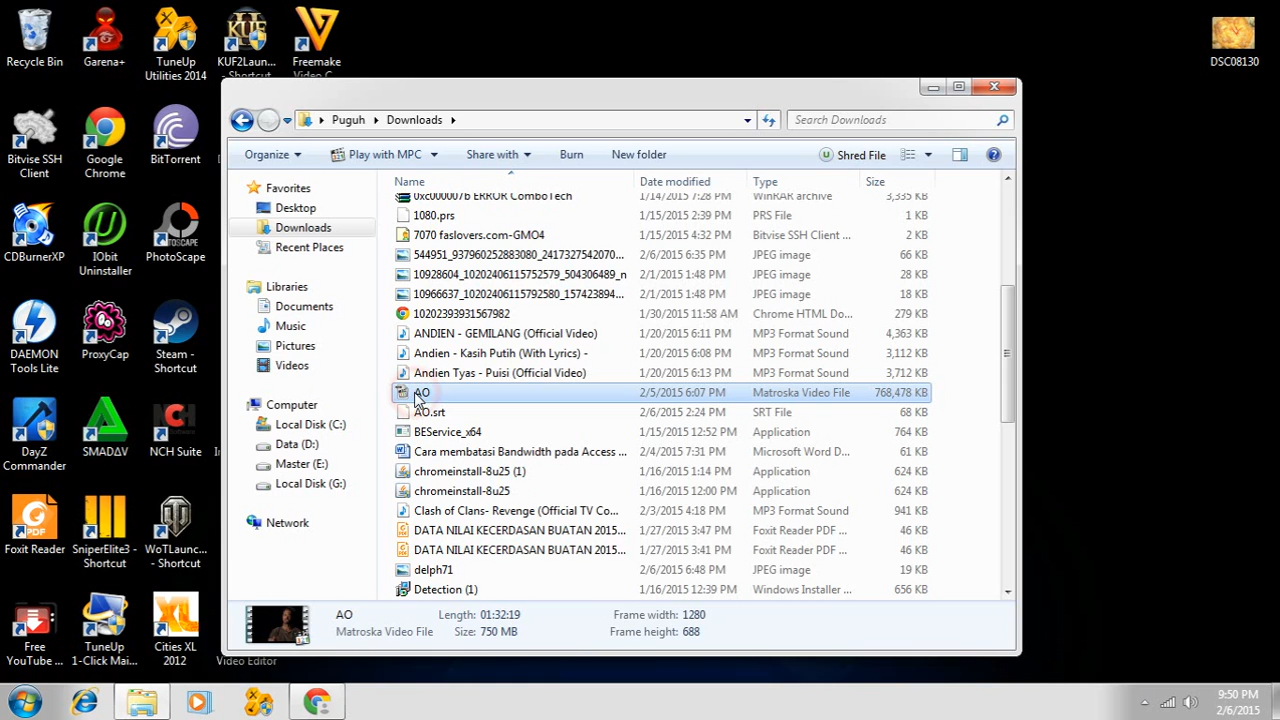 Recycle Bin
Garena+
TuneUp
Utilities 2014
KUF2Laun...
- Shortcut
Freemake
Video C...
DSC08130
Bitvise SSH
Client
Google
Chrome
BitTorrent
CDBurnerXP
IObit
Uninstaller
PhotoScape
DAEMON
Tools Lite
ProxyCap
Steam -
Shortcut
DayZ
Commander
SMADΔV
NCH Suite
Foxit Reader
SniperElite3 -
Shortcut
WoTLaunc...
- Shortcut
Free
YouTube ...
TuneUp
1-Click Mai...
Cities XL
2012
Video Editor
Puguh
Downloads
Search Downloads
Organize
Play with MPC
Share with
Burn
New folder
Shred File
Favorites
Desktop
Downloads
Recent Places
Libraries
Documents
Music
Pictures
Videos
Computer
Local Disk (C:)
Data (D:)
Master (E:)
Local Disk (G:)
Network
Name Date modified Type Size
0xc000007b ERROR ComboTech 1/14/2015 7:28 PM WinRAR archive 3,335 KB
1080.prs 1/15/2015 2:39 PM PRS File 1 KB
7070 faslovers.com-GMO4 1/15/2015 4:32 PM Bitvise SSH Client ... 2 KB
544951_937960252883080_2417327542070... 2/6/2015 6:35 PM JPEG image 66 KB
10928604_10202406115752579_504306489_n 2/1/2015 1:48 PM JPEG image 28 KB
10966637_10202406115792580_157423894... 2/1/2015 1:48 PM JPEG image 18 KB
10202393931567982 1/30/2015 11:58 AM Chrome HTML Do... 279 KB
ANDIEN - GEMILANG (Official Video) 1/20/2015 6:11 PM MP3 Format Sound 4,363 KB
Andien - Kasih Putih (With Lyrics) - 1/20/2015 6:08 PM MP3 Format Sound 3,112 KB
Andien Tyas - Puisi (Official Video) 1/20/2015 6:13 PM MP3 Format Sound 3,712 KB
AO 2/5/2015 6:07 PM Matroska Video File 768,478 KB
AO.srt 2/6/2015 2:24 PM SRT File 68 KB
BEService_x64 1/15/2015 12:52 PM Application 764 KB
Cara membatasi Bandwidth pada Access ... 2/4/2015 7:31 PM Microsoft Word D... 61 KB
chromeinstall-8u25 (1) 1/16/2015 1:14 PM Application 624 KB
chromeinstall-8u25 1/16/2015 12:00 PM Application 624 KB
Clash of Clans- Revenge (Official TV Co... 2/3/2015 4:18 PM MP3 Format Sound 941 KB
DATA NILAI KECERDASAN BUATAN 2015... 1/27/2015 3:47 PM Foxit Reader PDF ... 46 KB
DATA NILAI KECERDASAN BUATAN 2015... 1/27/2015 3:41 PM Foxit Reader PDF ... 46 KB
delph71 2/6/2015 6:48 PM JPEG image 19 KB
Detection (1) 1/16/2015 12:39 PM Windows Installer ... 656 KB
AO Length: 01:32:19 Frame width: 1280
Matroska Video File Size: 750 MB Frame height: 688
9:50 PM
2/6/2015